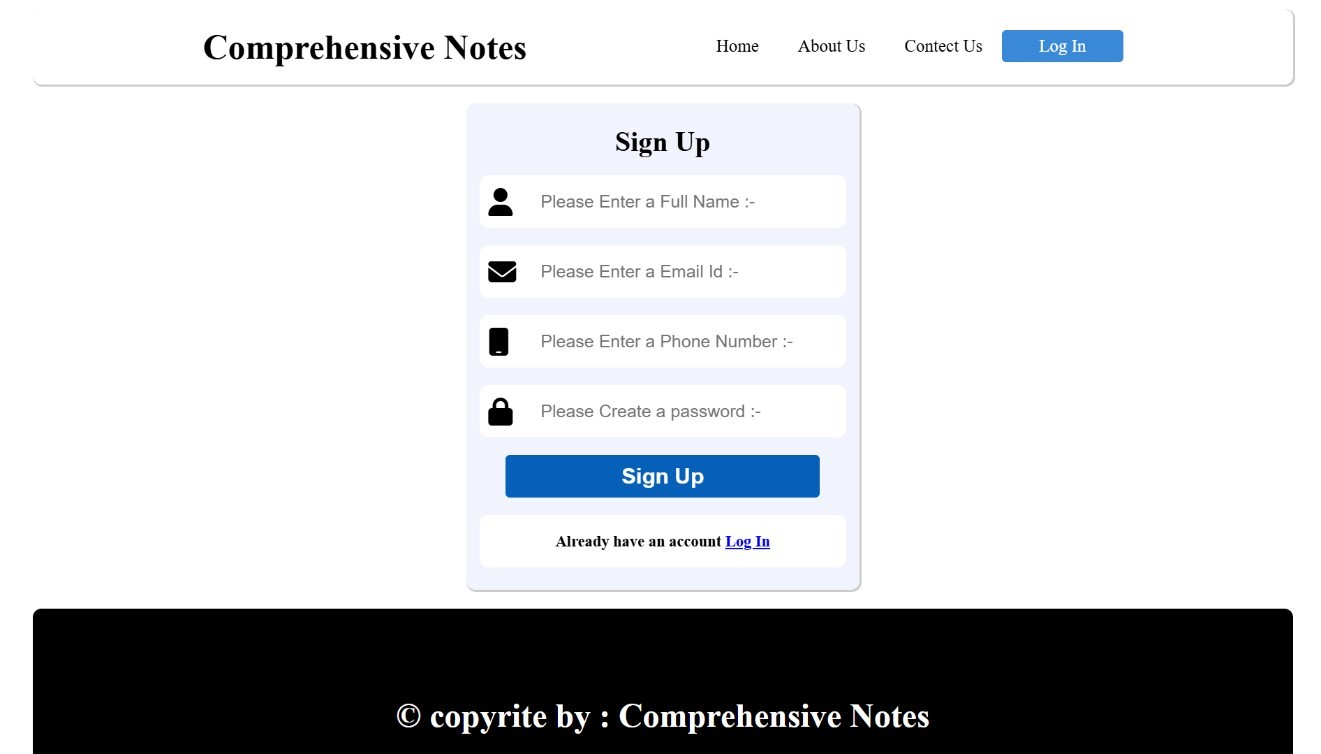 Comprehensive Notes Home About Us Contect Us Log In
Sign Up
Please Enter a Full Name :-
Please Enter a Email Id :-
Please Enter a Phone Number :-
Please Create a password :-
Sign Up
Already have an account Log In
© copyrite by : Comprehensive Notes